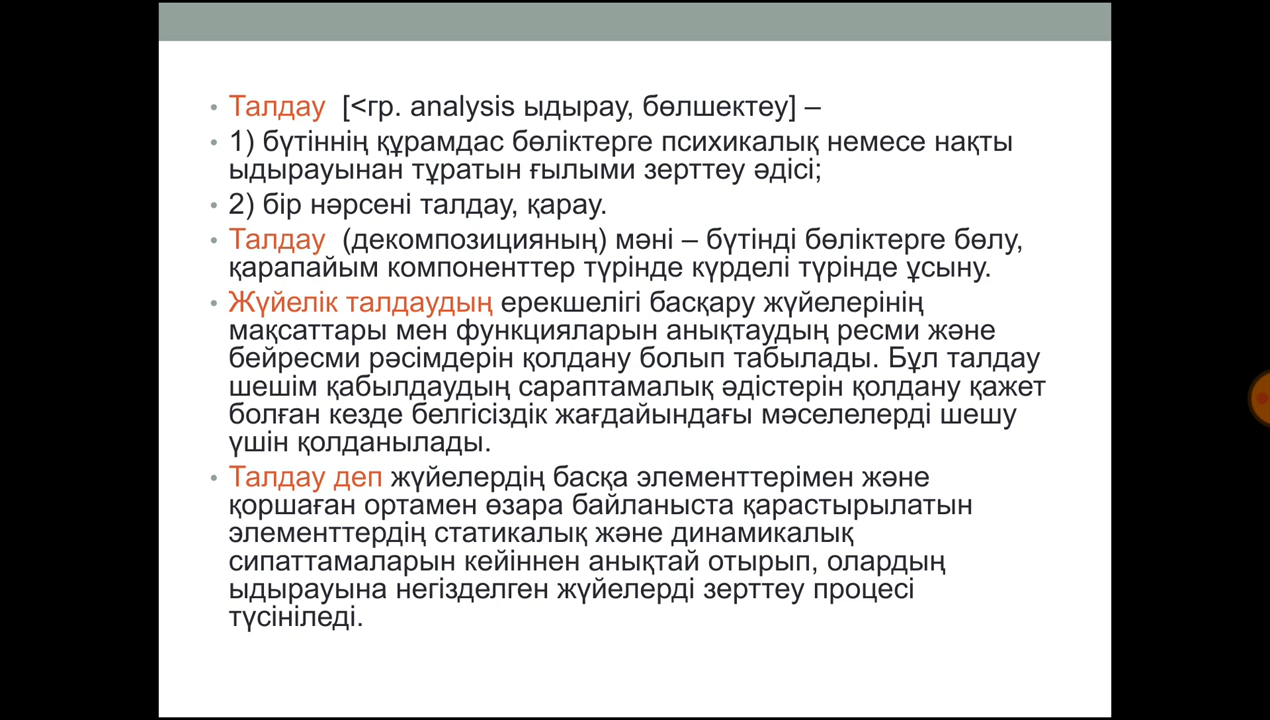 Талдау [<гр. analysis ыдырау, бөлшектеу] –
1) бүтіннің құрамдас бөліктерге психикалық немесе нақты
ыдырауынан тұратын ғылыми зерттеу әдісі;
2) бір нәрсені талдау, қарау.
Талдау (декомпозицияның) мәні – бүтінді бөліктерге бөлу,
қарапайым компоненттер түрінде күрделі түрінде ұсыну.
Жүйелік талдаудың ерекшелігі басқару жүйелерінің
мақсаттары мен функцияларын анықтаудың ресми және
бейресми рәсімдерін қолдану болып табылады. Бұл талдау
шешім қабылдаудың сараптамалық әдістерін қолдану қажет
болған кезде белгісіздік жағдайындағы мәселелерді шешу
үшін қолданылады.
Талдау деп жүйелердің басқа элементтерімен және
қоршаған ортамен өзара байланыста қарастырылатын
элементтердің статикалық және динамикалық
сипаттамаларын кейіннен анықтай отырып, олардың
ыдырауына негізделген жүйелерді зерттеу процесі
түсініледі.